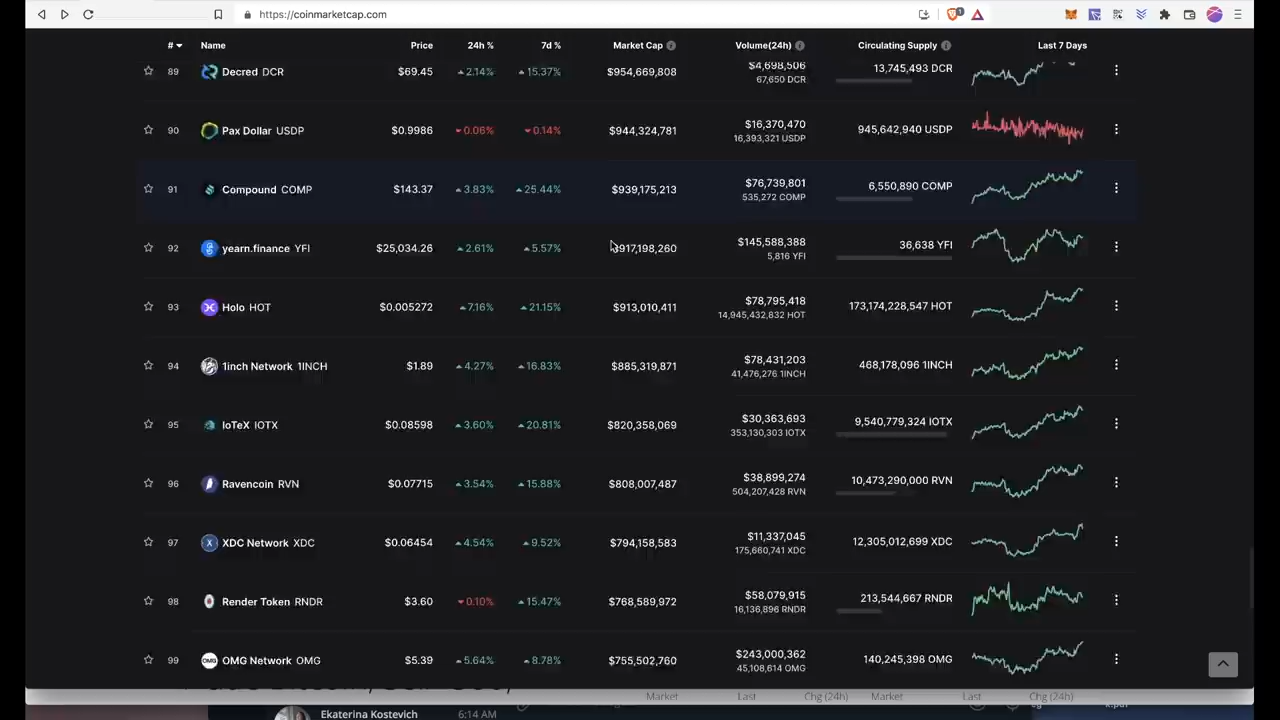 https://coinmarketcap.com
# Name Price 24h % 7d % Market Cap Volume(24h) Circulating Supply Last 7 Days
89 Decred DCR $69.45 2.14% 15.37% $954,669,808 $4,698,506 13,745,493 DCR
67,650 DCR
90 Pax Dollar USDP $0.9986 0.06% 0.14% $944,324,781 $16,370,470 945,642,940 USDP
16,393,321 USDP
91 Compound COMP $143.37 3.83% 25.44% $939,175,213 $76,739,801 6,550,890 COMP
535,272 COMP
92 yearn.finance YFI $25,034.26 2.61% 5.57% $917,198,260 $145,588,388 36,638 YFI
5,816 YFI
93 Holo HOT $0.005272 7.16% 21.15% $913,010,411 $78,795,418 173,174,228,547 HOT
14,945,432,832 HOT
94 1inch Network 1INCH $1.89 4.27% 16.83% $885,319,871 $78,431,203 468,178,096 1INCH
41,476,276 1INCH
95 IoTeX IOTX $0.08598 3.60% 20.81% $820,358,069 $30,363,693 9,540,779,324 IOTX
353,130,303 IOTX
96 Ravencoin RVN $0.07715 3.54% 15.88% $808,007,487 $38,899,274 10,473,290,000 RVN
504,207,428 RVN
97 XDC Network XDC $0.06454 4.54% 9.52% $794,158,583 $11,337,045 12,305,012,699 XDC
175,660,741 XDC
98 Render Token RNDR $3.60 0.10% 15.47% $768,589,972 $58,079,915 213,544,667 RNDR
16,136,896 RNDR
99 OMG Network OMG $5.39 5.64% 8.78% $755,502,760 $243,000,362 140,245,398 OMG
45,108,614 OMG
Market Last Chg (24h) Market Last Chg (24h)
Ekaterina Kostevich 6:14 AM